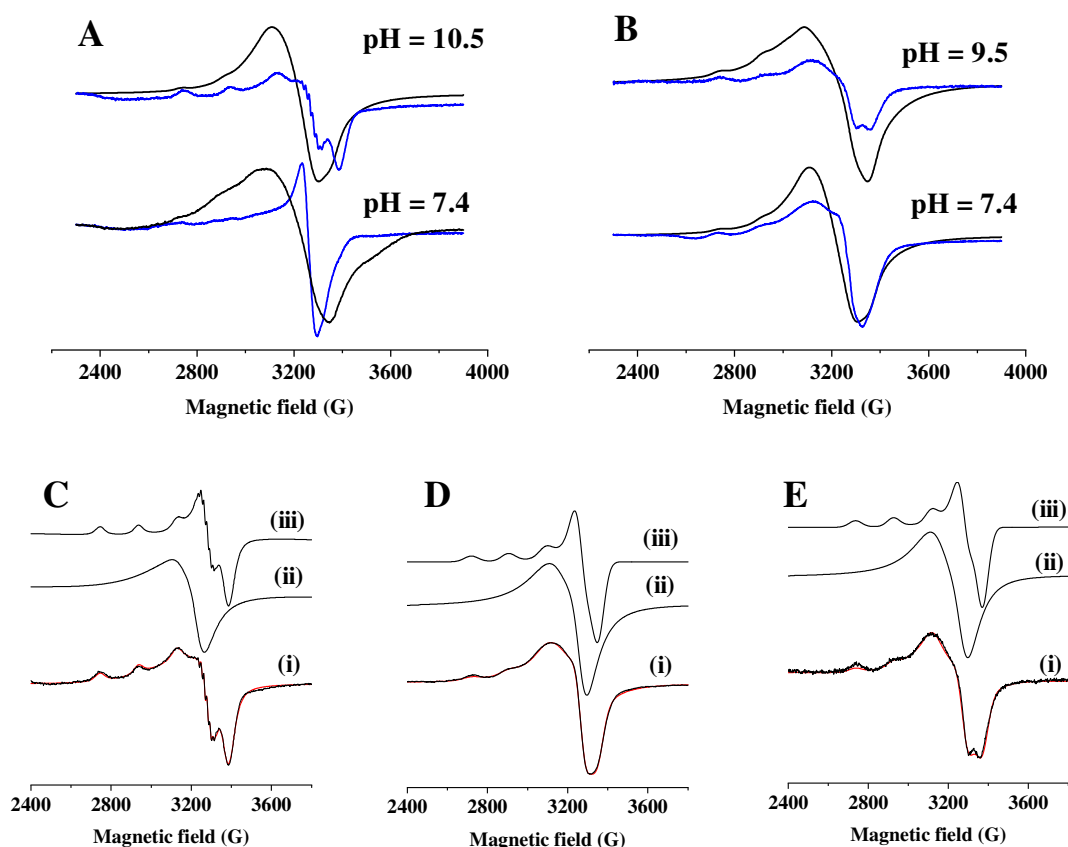 A
pH = 10.5
pH = 7.4
2400 2800 3200 3600 4000
Magnetic field (G)
B
pH = 9.5
pH = 7.4
2400 2800 3200 3600 4000
Magnetic field (G)
C
(iii)
(ii)
(i)
2400 3200 3600
Magnetic field (G)
D
(iii)
(ii)
(i)
2400 3200 3600
Magnetic field (G)
E
(iii)
(ii)
(i)
2400 2800 3200 3600
Magnetic field (G)